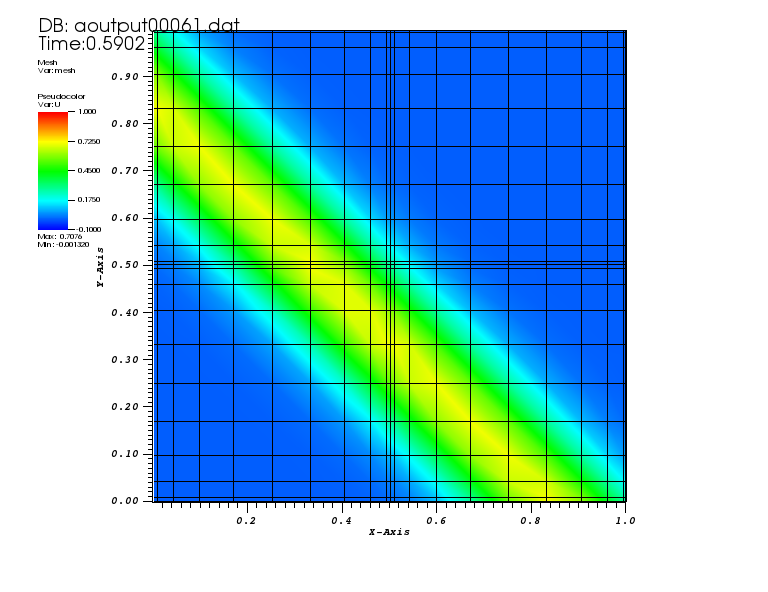 DB: aoutput00061.dat
Time:0.5902
Mesh
Var: mesh
Pseudocolor
Var: U
1.000
0.7250
0.4500
0.1750
-0.1000
Max: 0.7076
Min: -0.001320
Y-Axis
0.90
0.80
0.70
0.60
0.50
0.40
0.30
0.20
0.10
0.00
0.2 0.4 0.6 0.8 1.0
X-Axis